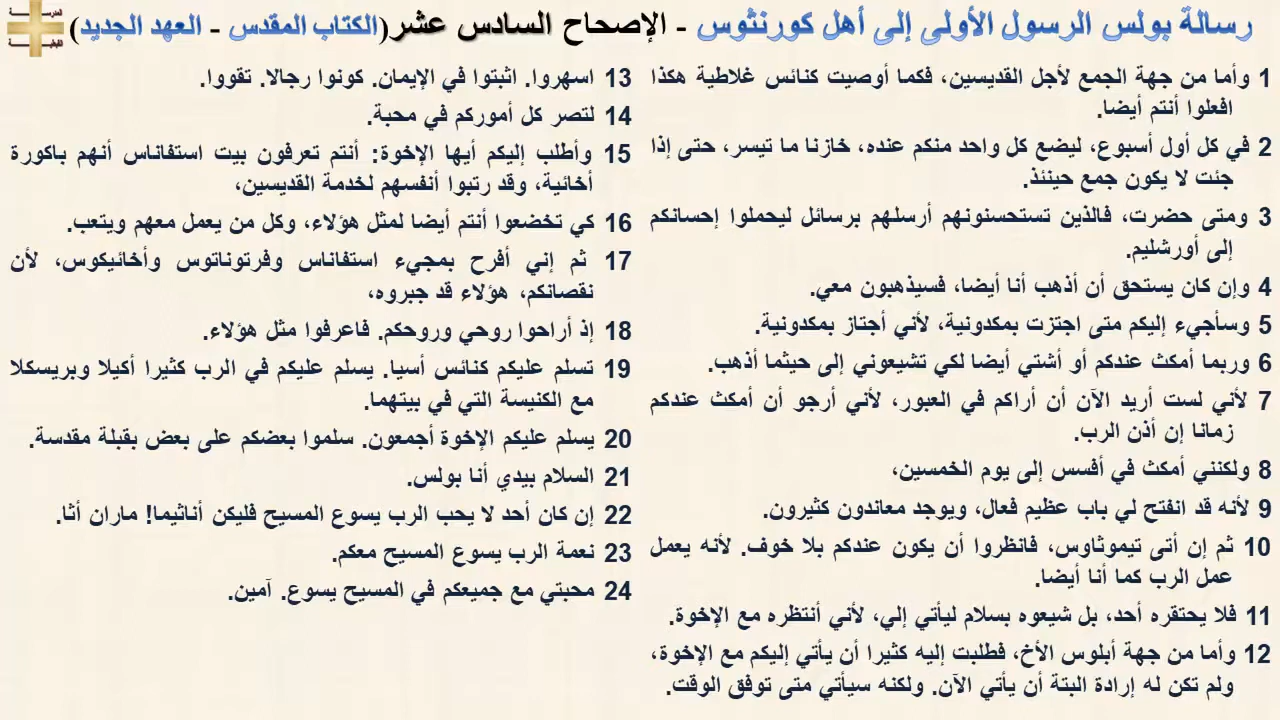 رسالة بولس الرسول الأولى إلى أهل كورنثوس - الإصحاح السادس عشر(الكتاب المقدس - العهد الجديد)
1 وأما من جهة الجمع لأجل القديسين، فكما أوصيت كنائس غلاطية هكذا
افعلوا أنتم أيضا.
2 في كل أول أسبوع، ليضع كل واحد منكم عنده، خازنا ما تيسر، حتى إذا
جئت لا يكون جمع حينئذ.
3 ومتى حضرت، فالذين تستحسنونهم أرسلهم برسائل ليحملوا إحسانكم
إلى أورشليم.
4 وإن كان يستحق أن أذهب أنا أيضا، فسيذهبون معي.
5 وسأجيء إليكم متى اجتزت بمكدونية، لأني أجتاز بمكدونية.
6 وربما أمكث عندكم أو أشتي أيضا لكي تشيعوني إلى حيثما أذهب.
7 لأني لست أريد الآن أن أراكم في العبور، لأني أرجو أن أمكث عندكم
زمانا إن أذن الرب.
8 ولكنني أمكث في أفسس إلى يوم الخمسين،
9 لأنه قد انفتح لي باب عظيم فعال، ويوجد معاندون كثيرون.
10 ثم إن أتى تيموثاوس، فانظروا أن يكون عندكم بلا خوف. لأنه يعمل
عمل الرب كما أنا أيضا.
11 فلا يحتقره أحد، بل شيعوه بسلام ليأتي إلي، لأني أنتظره مع الإخوة.
12 وأما من جهة أبلوس الأخ، فطلبت إليه كثيرا أن يأتي إليكم مع الإخوة،
ولم تكن له إرادة البتة أن يأتي الآن. ولكنه سيأتي متى توفق الوقت.
13 اسهروا. اثبتوا في الإيمان. كونوا رجالا. تقووا.
14 لتصر كل أموركم في محبة.
15 وأطلب إليكم أيها الإخوة: أنتم تعرفون بيت استفاناس أنهم باكورة
أخائية، وقد رتبوا أنفسهم لخدمة القديسين،
16 كي تخضعوا أنتم أيضا لمثل هؤلاء، وكل من يعمل معهم ويتعب.
17 ثم إني أفرح بمجيء استفاناس وفرتوناتوس وأخائيكوس، لأن
نقصانكم، هؤلاء قد جبروه،
18 إذ أراحوا روحي وروحكم. فاعرفوا مثل هؤلاء.
19 تسلم عليكم كنائس أسيا. يسلم عليكم في الرب كثيرا أكيلا وبريسكلا
مع الكنيسة التي في بيتهما.
20 يسلم عليكم الإخوة أجمعون. سلموا بعضكم على بعض بقبلة مقدسة.
21 السلام بيدي أنا بولس.
22 إن كان أحد لا يحب الرب يسوع المسيح فليكن أناثيما! ماران أثا.
23 نعمة الرب يسوع المسيح معكم.
24 محبتي مع جميعكم في المسيح يسوع. آمين.